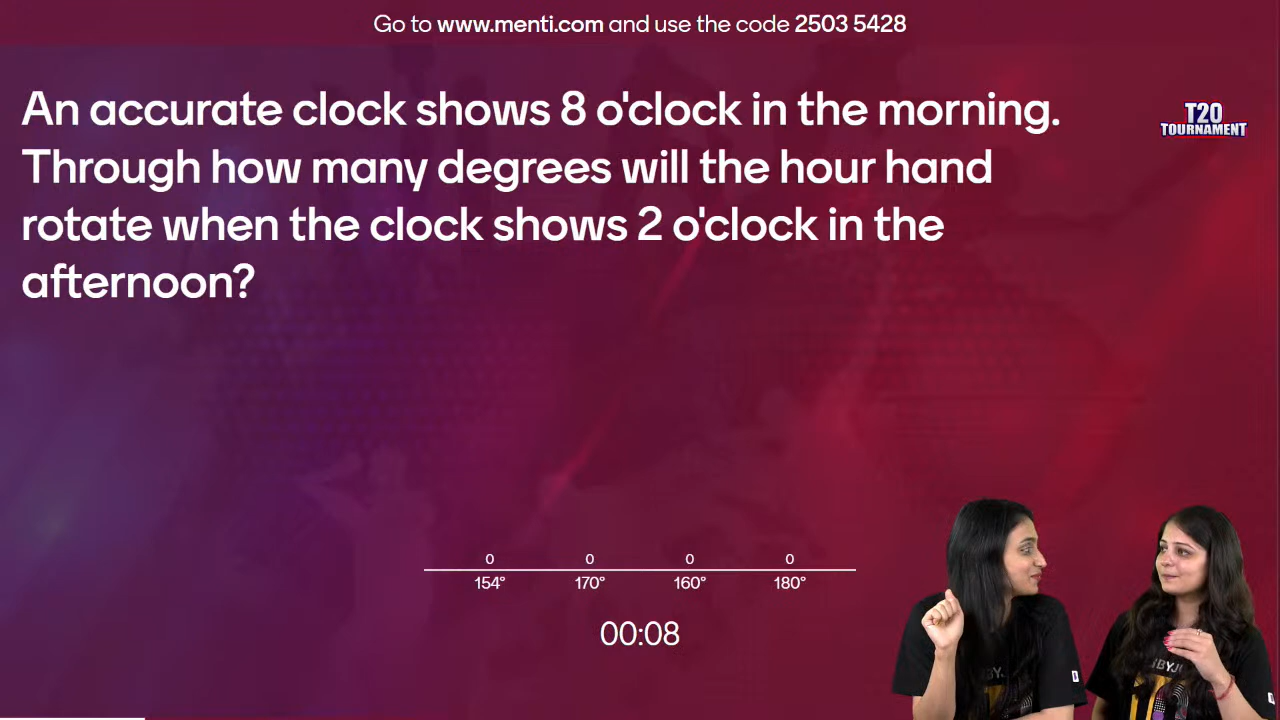 Go to www.menti.com and use the code 2503 5428
An accurate clock shows 8 o'clock in the morning.
Through how many degrees will the hour hand
rotate when the clock shows 2 o'clock in the
afternoon?
T20
TOURNAMENT
0 0 0 0
154° 170° 160° 180°
00:08